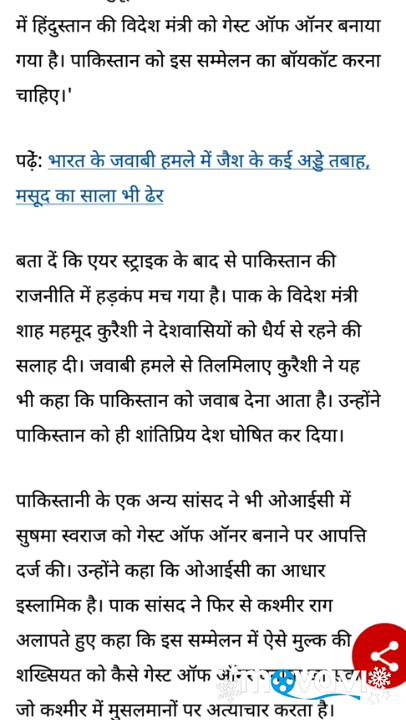 में हिंदुस्तान की विदेश मंत्री को गेस्ट ऑफ ऑनर बनाया
गया है। पाकिस्तान को इस सम्मेलन का बॉयकॉट करना
चाहिए।'
पढ़ें: भारत के जवाबी हमले में जैश के कई अड्डे तबाह,
मसूद का साला भी ढेर
बता दें कि एयर स्ट्राइक के बाद से पाकिस्तान की
राजनीति में हड़कंप मच गया है। पाक के विदेश मंत्री
शाह महमूद कुरैशी ने देशवासियों को धैर्य से रहने की
सलाह दी। जवाबी हमले से तिलमिलाए कुरैशी ने यह
भी कहा कि पाकिस्तान को जवाब देना आता है। उन्होंने
पाकिस्तान को ही शांतिप्रिय देश घोषित कर दिया।
पाकिस्तानी के एक अन्य सांसद ने भी ओआईसी में
सुषमा स्वराज को गेस्ट ऑफ ऑनर बनाने पर आपत्ति
दर्ज की। उन्होंने कहा कि ओआईसी का आधार
इस्लामिक है। पाक सांसद ने फिर से कश्मीर राग
अलापते हुए कहा कि इस सम्मेलन में ऐसे मुल्क की
शख्सियत को कैसे गेस्ट ऑफ ऑनर
movavi
जो कश्मीर में मुसलमानों पर अत्याचार करता है।